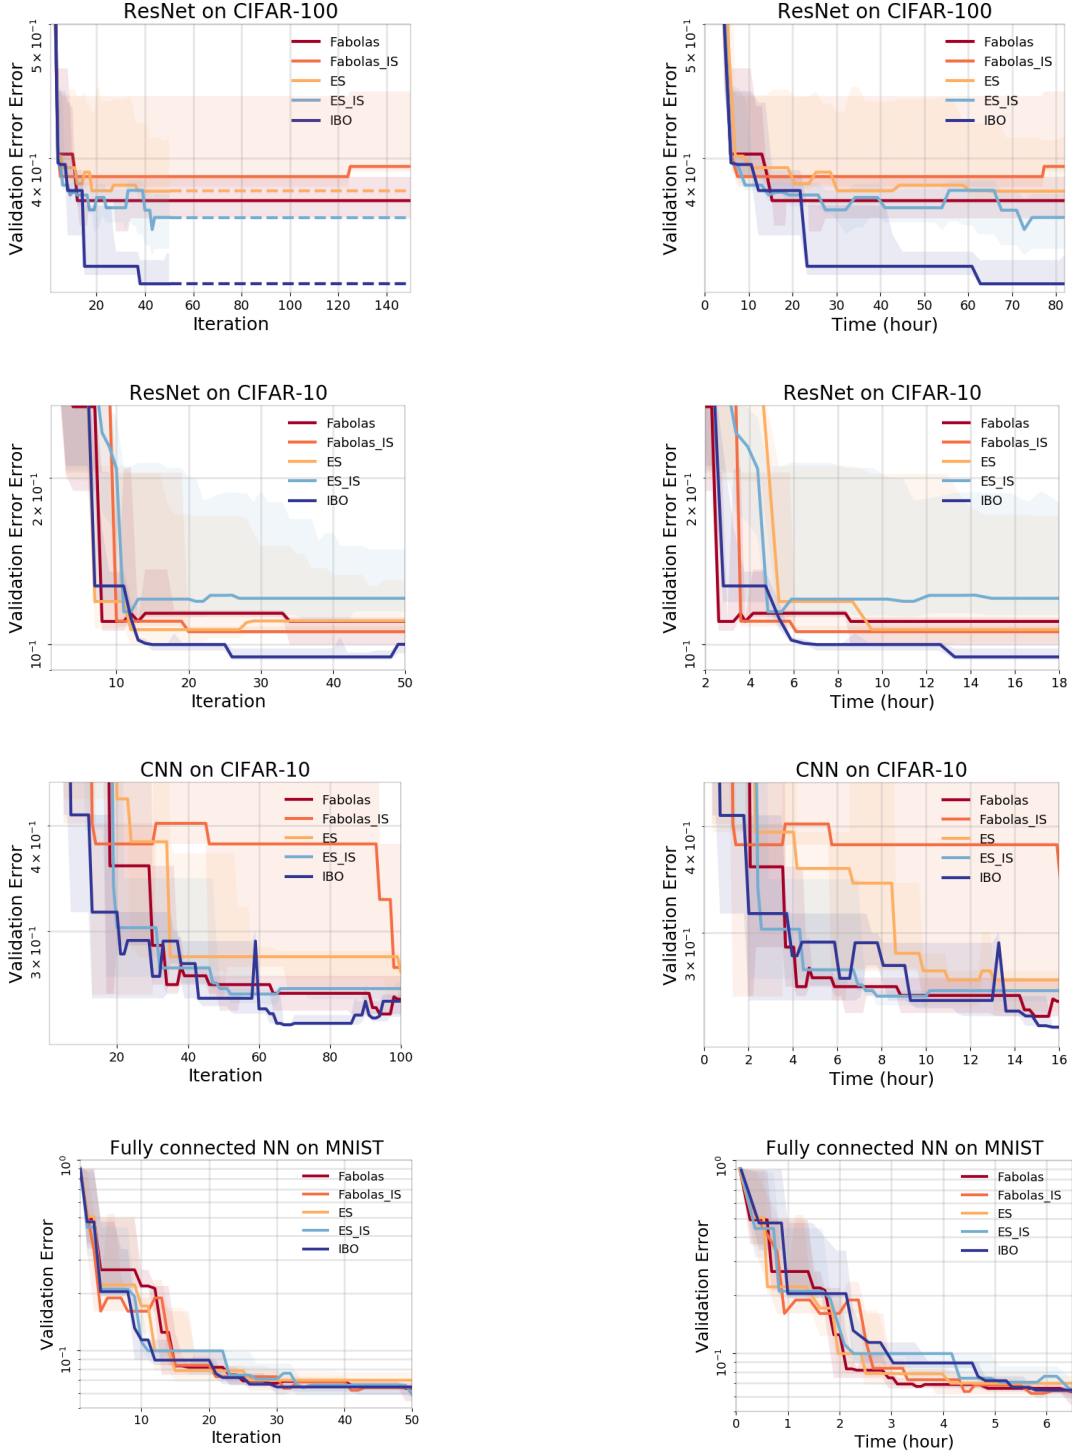 ResNet on CIFAR-100
Validation Error Error
5 × 10⁻¹
4 × 10⁻¹
Fabolas
Fabolas_IS
ES
ES_IS
IBO
20 40 60 80 100 120 140
Iteration
ResNet on CIFAR-100
Validation Error Error
5 × 10⁻¹
4 × 10⁻¹
Fabolas
Fabolas_IS
ES
ES_IS
IBO
0 10 20 30 40 50 60 70 80
Time (hour)
ResNet on CIFAR-10
Validation Error Error
2 × 10⁻¹
10⁻¹
Fabolas
Fabolas_IS
ES
ES_IS
IBO
10 20 30 40 50
Iteration
ResNet on CIFAR-10
Validation Error Error
2 × 10⁻¹
10⁻¹
Fabolas
Fabolas_IS
ES
ES_IS
IBO
2 4 6 8 10 12 14 16 18
Time (hour)
CNN on CIFAR-10
Validation Error
4 × 10⁻¹
3 × 10⁻¹
Fabolas
Fabolas_IS
ES
ES_IS
IBO
20 40 60 80 100
Iteration
CNN on CIFAR-10
Validation Error
4 × 10⁻¹
3 × 10⁻¹
Fabolas
Fabolas_IS
ES
ES_IS
IBO
0 2 4 6 8 10 12 14 16
Time (hour)
Fully connected NN on MNIST
Validation Error
10⁰
10⁻¹
Fabolas
Fabolas_IS
ES
ES_IS
IBO
10 20 30 40 50
Iteration
Fully connected NN on MNIST
Validation Error
10⁰
10⁻¹
Fabolas
Fabolas_IS
ES
ES_IS
IBO
0 1 2 3 4 5 6
Time (hour)